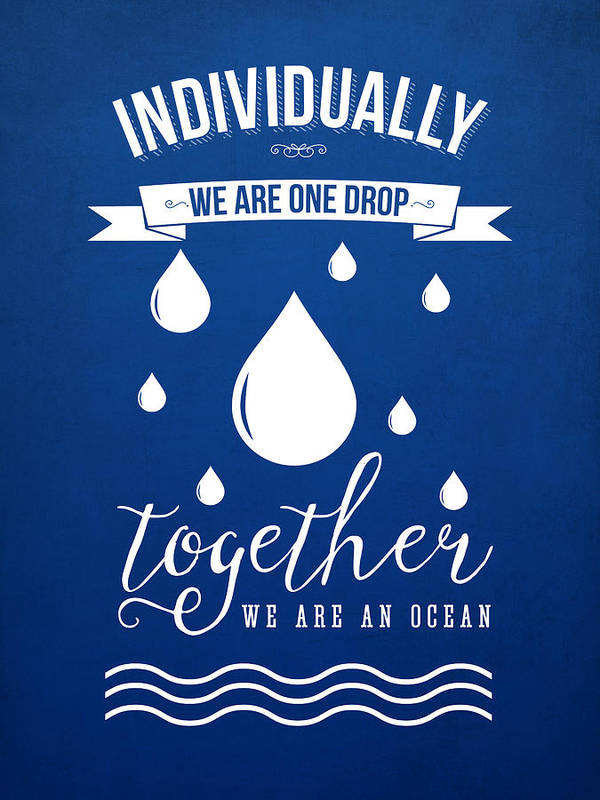 INDIVIDUALLY
WE ARE ONE DROP
together
WE ARE AN OCEAN